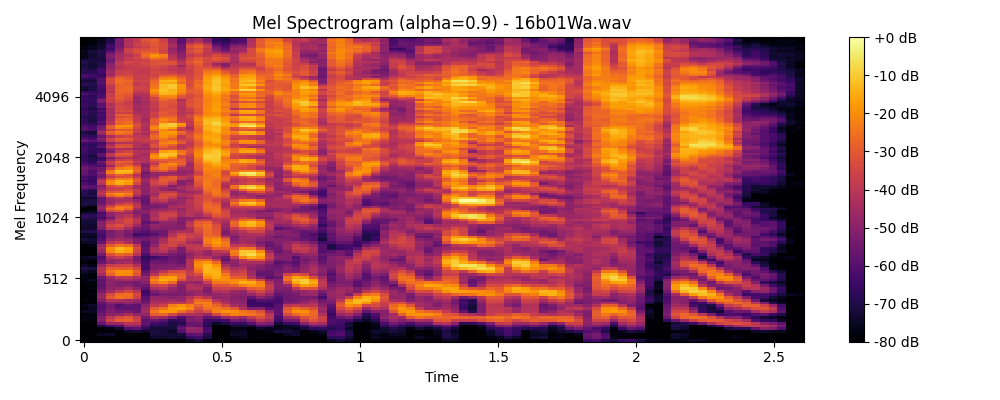 Mel Spectrogram (alpha=0.9) - 16b01Wa.wav
Mel Frequency
4096
2048
1024
512
0
0
0.5
1
1.5
2
2.5
Time
+0 dB
-10 dB
-20 dB
-30 dB
-40 dB
-50 dB
-60 dB
-70 dB
-80 dB